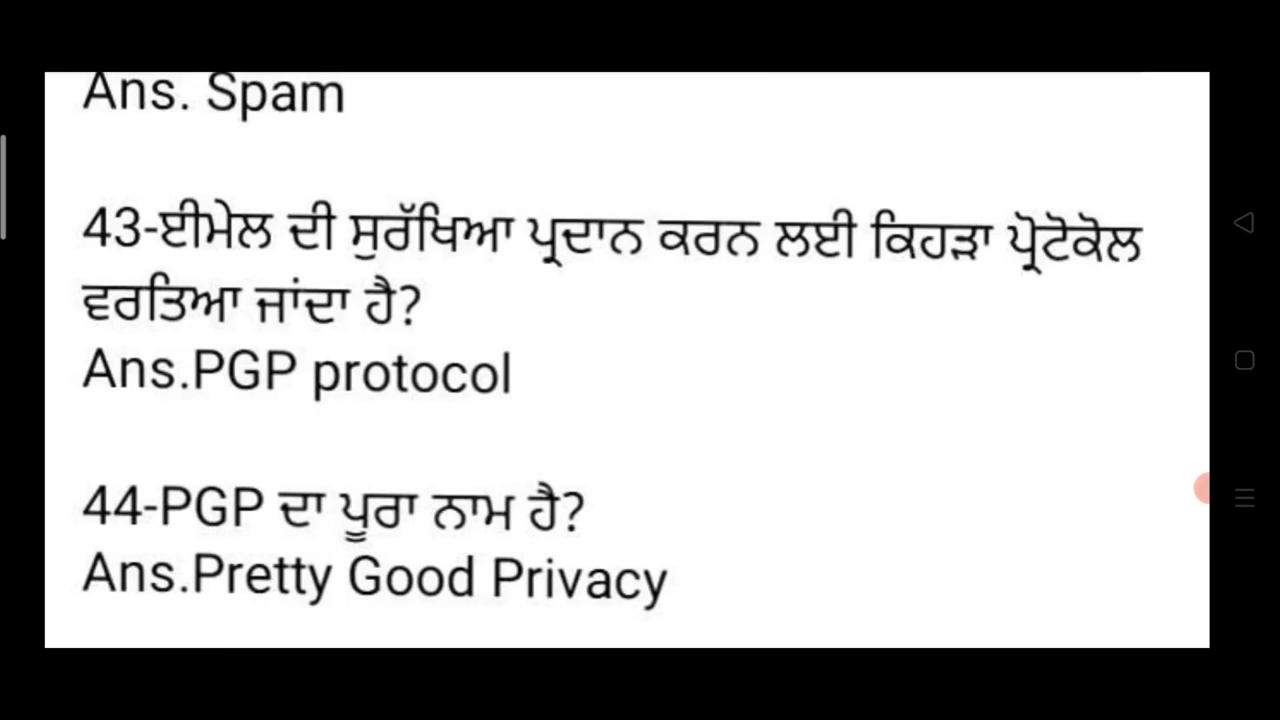 Ans. Spam
43-ਈਮੇਲ ਦੀ ਸੁਰੱਖਿਆ ਪ੍ਰਦਾਨ ਕਰਨ ਲਈ ਕਿਹੜਾ ਪ੍ਰੋਟੋਕੋਲ
ਵਰਤਿਆ ਜਾਂਦਾ ਹੈ?
Ans.PGP protocol
44-PGP ਦਾ ਪੂਰਾ ਨਾਮ ਹੈ?
Ans.Pretty Good Privacy